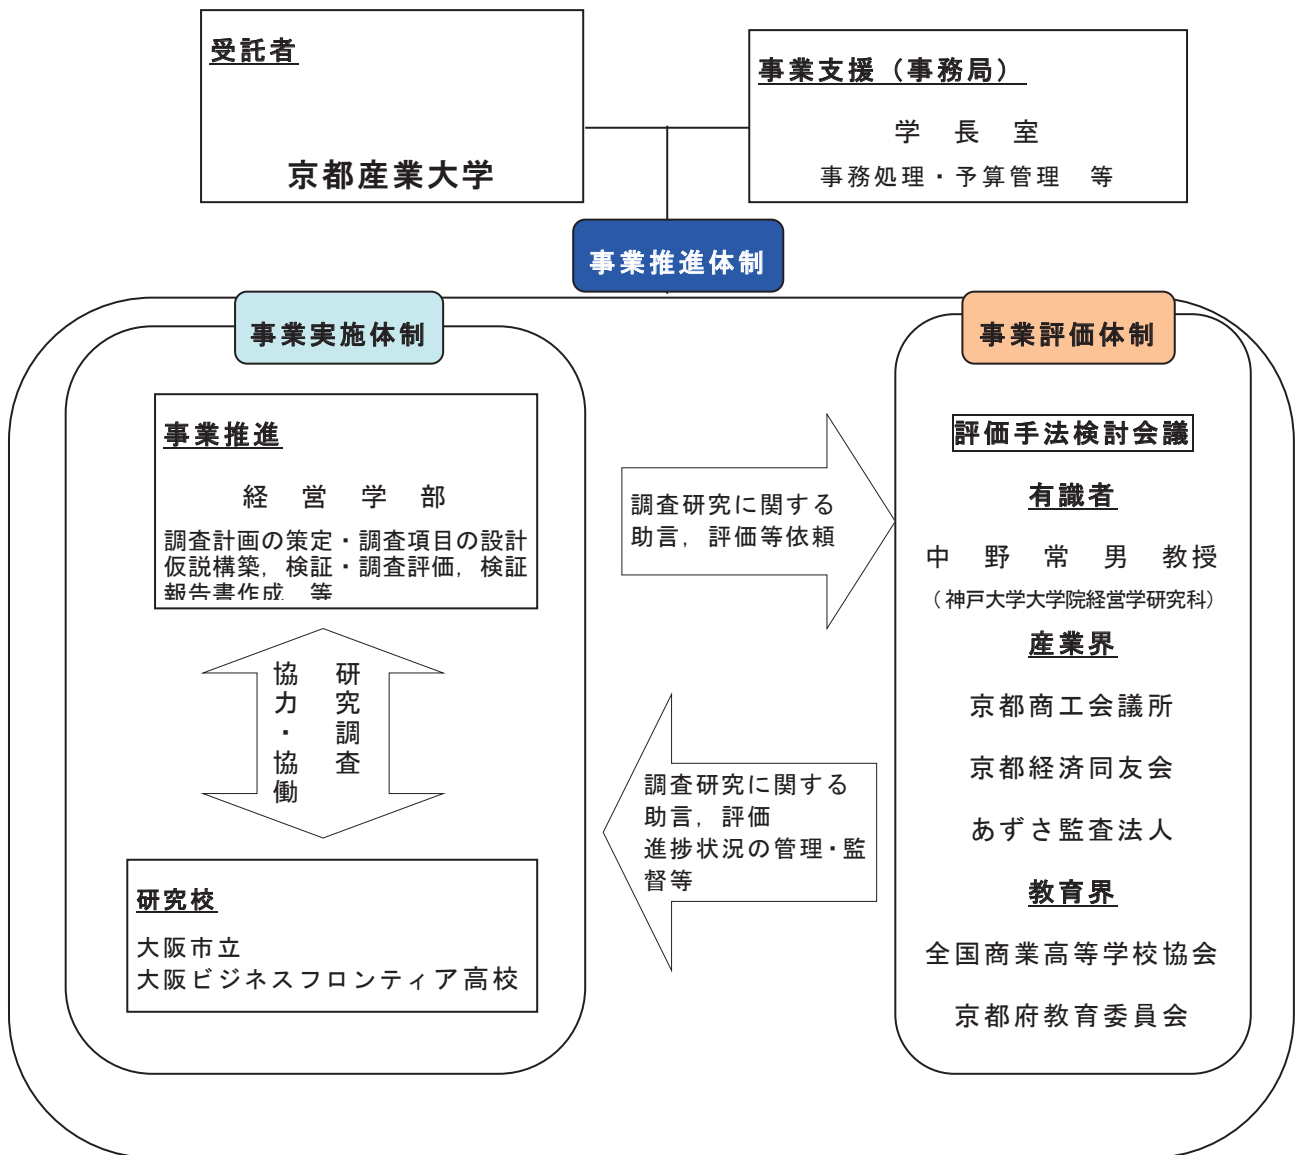 受託者
京都産業大学
事業支援（事務局）
学　長　室
事務処理・予算管理　等
事業推進体制
事業実施体制
事業推進
経　営　学　部
調査計画の策定・調査項目の設計
仮説構築，検証・調査評価，検証
報告書作成　等
研究調査
協力・協働
研究校
大阪市立
大阪ビジネスフロンティア高校
調査研究に関する
助言，評価等依頼
調査研究に関する
助言，評価
進捗状況の管理・監
督等
事業評価体制
評価手法検討会議
有識者
中　野　常　男　教授
（神戸大学大学院経営学研究科）
産業界
京都商工会議所
京都経済同友会
あずさ監査法人
教育界
全国商業高等学校協会
京都府教育委員会